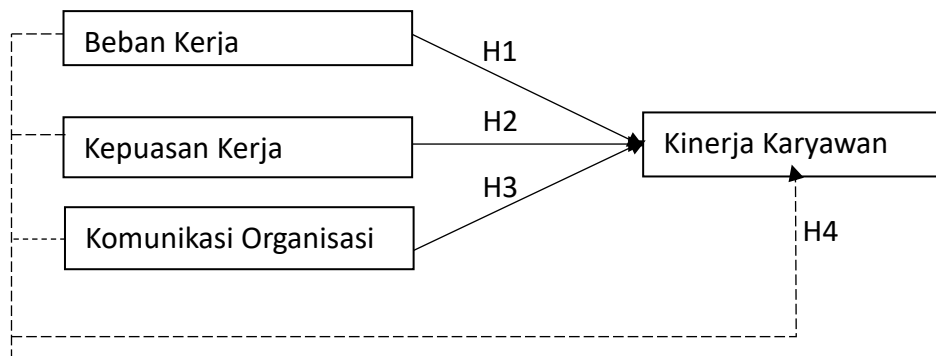 Beban Kerja
H1
H2
Kepuasan Kerja
Kinerja Karyawan
H3
Komunikasi Organisasi
H4